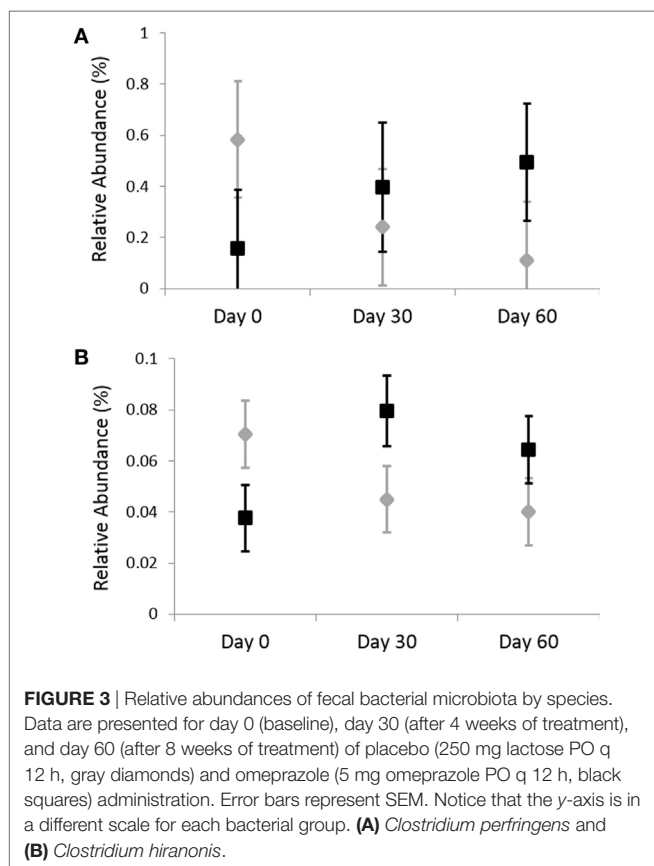 A
Relative Abundance (%)
1
0.8
0.6
0.4
0.2
0
Day 0 Day 30 Day 60
B
Relative Abundance (%)
0.1
0.08
0.06
0.04
0.02
0
Day 0 Day 30 Day 60
FIGURE 3 | Relative abundances of fecal bacterial microbiota by species.
Data are presented for day 0 (baseline), day 30 (after 4 weeks of treatment),
and day 60 (after 8 weeks of treatment) of placebo (250 mg lactose PO q
12 h, gray diamonds) and omeprazole (5 mg omeprazole PO q 12 h, black
squares) administration. Error bars represent SEM. Notice that the y-axis is in
a different scale for each bacterial group. (A) Clostridium perfringens and
(B) Clostridium hiranonis.